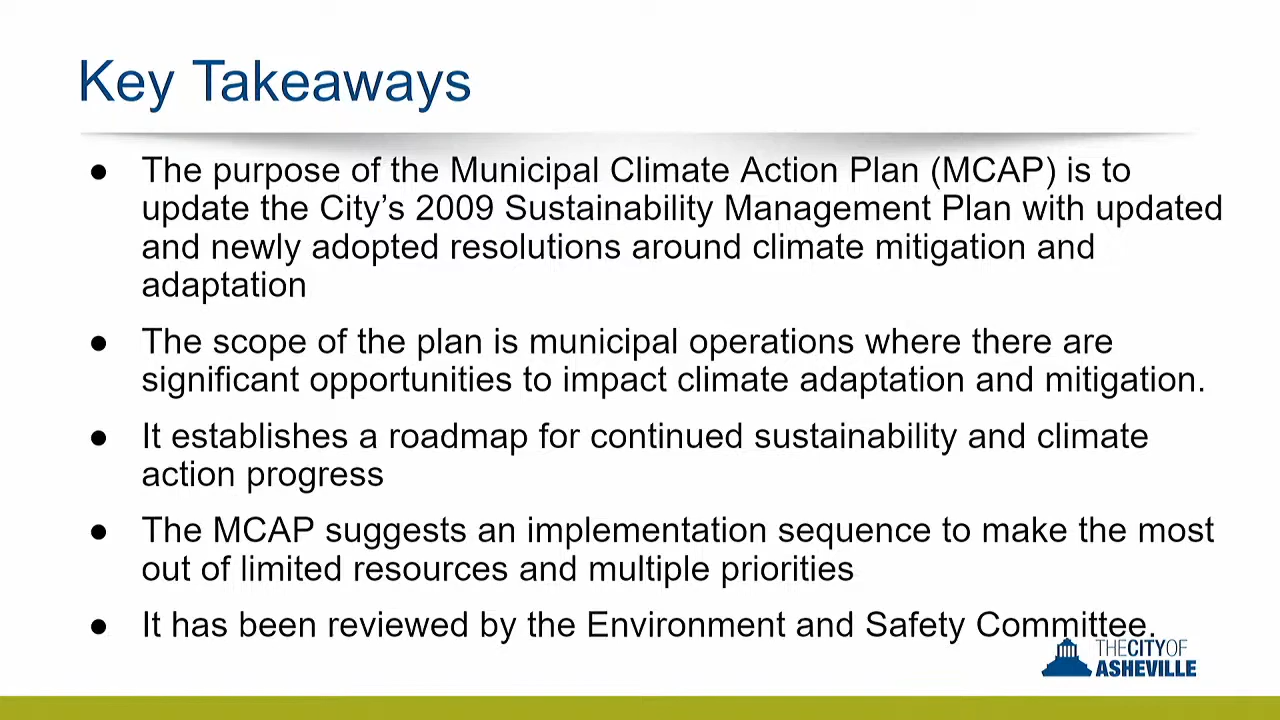 Key Takeaways
● The purpose of the Municipal Climate Action Plan (MCAP) is to
update the City’s 2009 Sustainability Management Plan with updated
and newly adopted resolutions around climate mitigation and
adaptation
● The scope of the plan is municipal operations where there are
significant opportunities to impact climate adaptation and mitigation.
● It establishes a roadmap for continued sustainability and climate
action progress
● The MCAP suggests an implementation sequence to make the most
out of limited resources and multiple priorities
● It has been reviewed by the Environment and Safety Committee.
THE CITY OF
ASHEVILLE